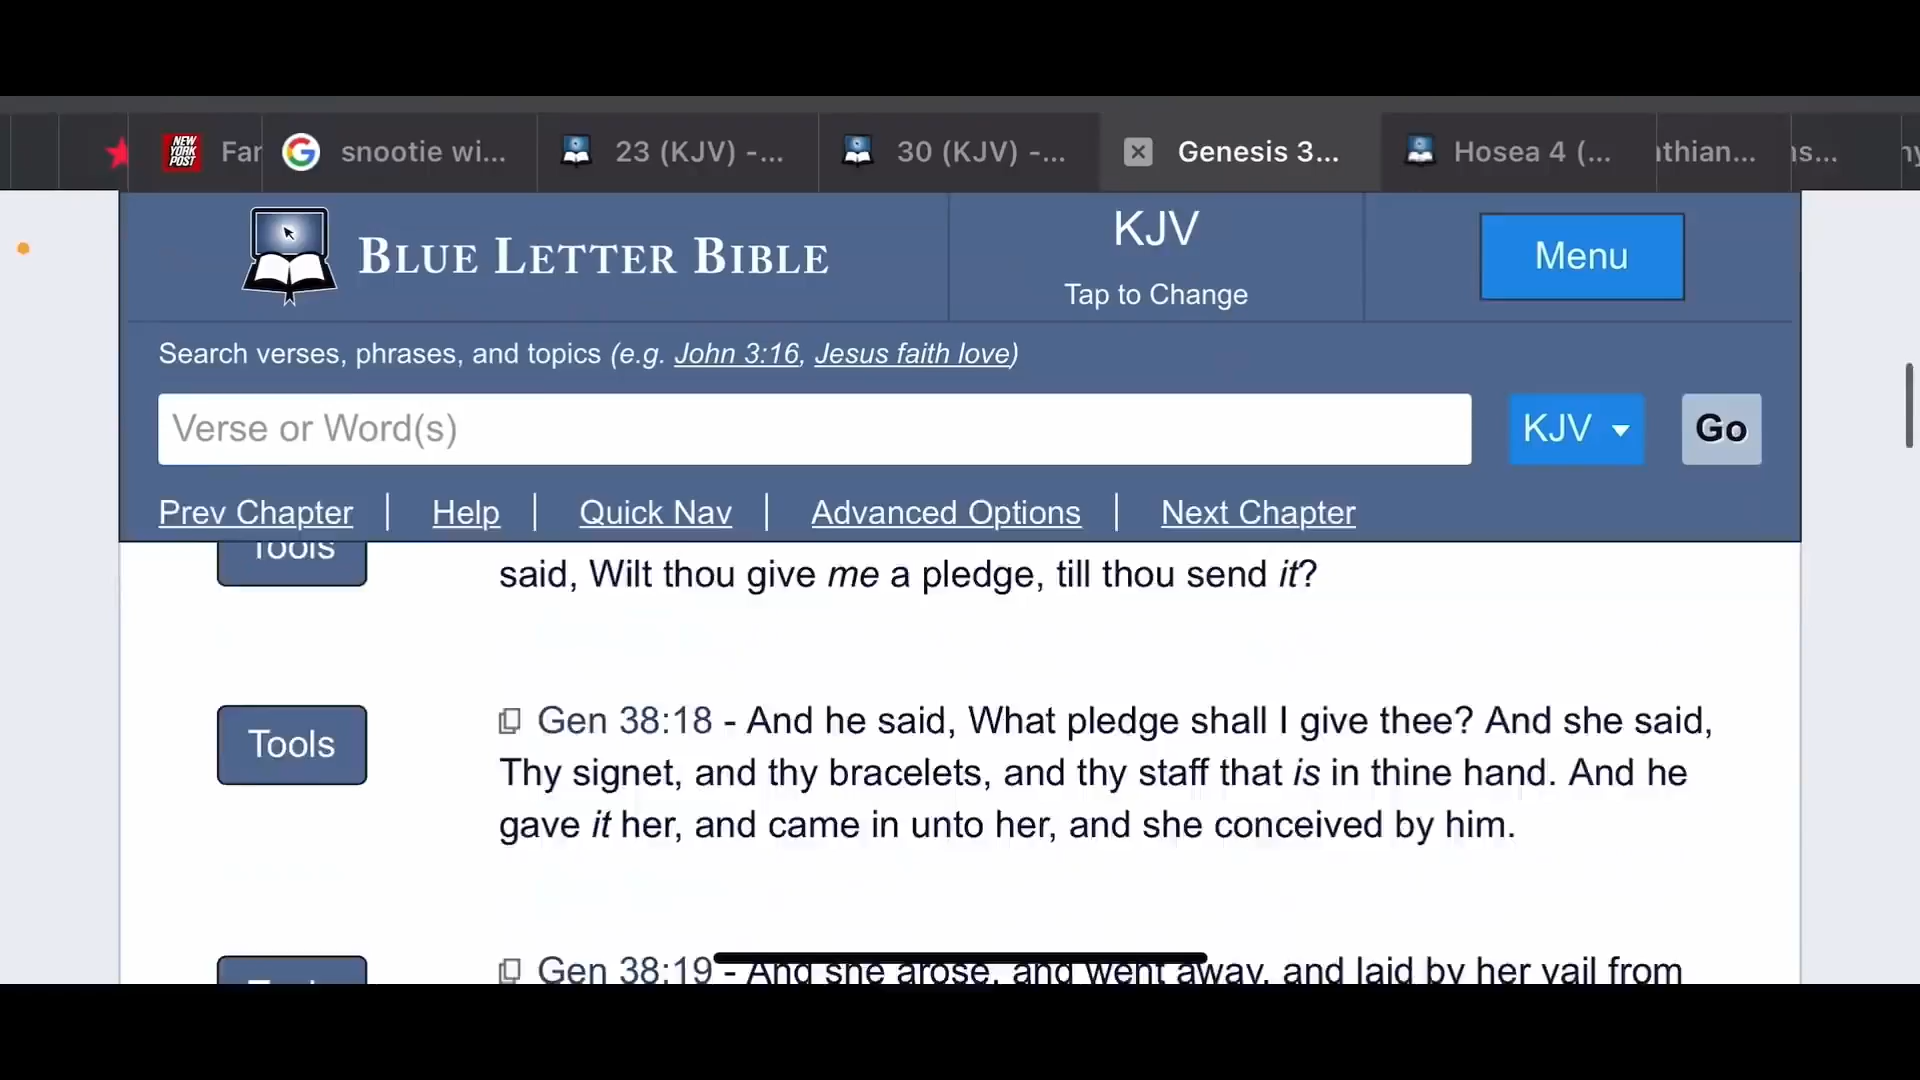 NEW YORK POST
snootie wi...
23 (KJV) -...
30 (KJV) -...
Genesis 3...
Hosea 4 (...
BLUE LETTER BIBLE
KJV
Tap to Change
Menu
Search verses, phrases, and topics (e.g. John 3:16, Jesus faith love)
Verse or Word(s)
KJV
Go
Prev Chapter | Help | Quick Nav | Advanced Options | Next Chapter
Tools
said, Wilt thou give me a pledge, till thou send it?
Tools
Gen 38:18 - And he said, What pledge shall I give thee? And she said,
Thy signet, and thy bracelets, and thy staff that is in thine hand. And he
gave it her, and came in unto her, and she conceived by him.
Gen 38:19 - And she arose, and went away, and laid by her vail from